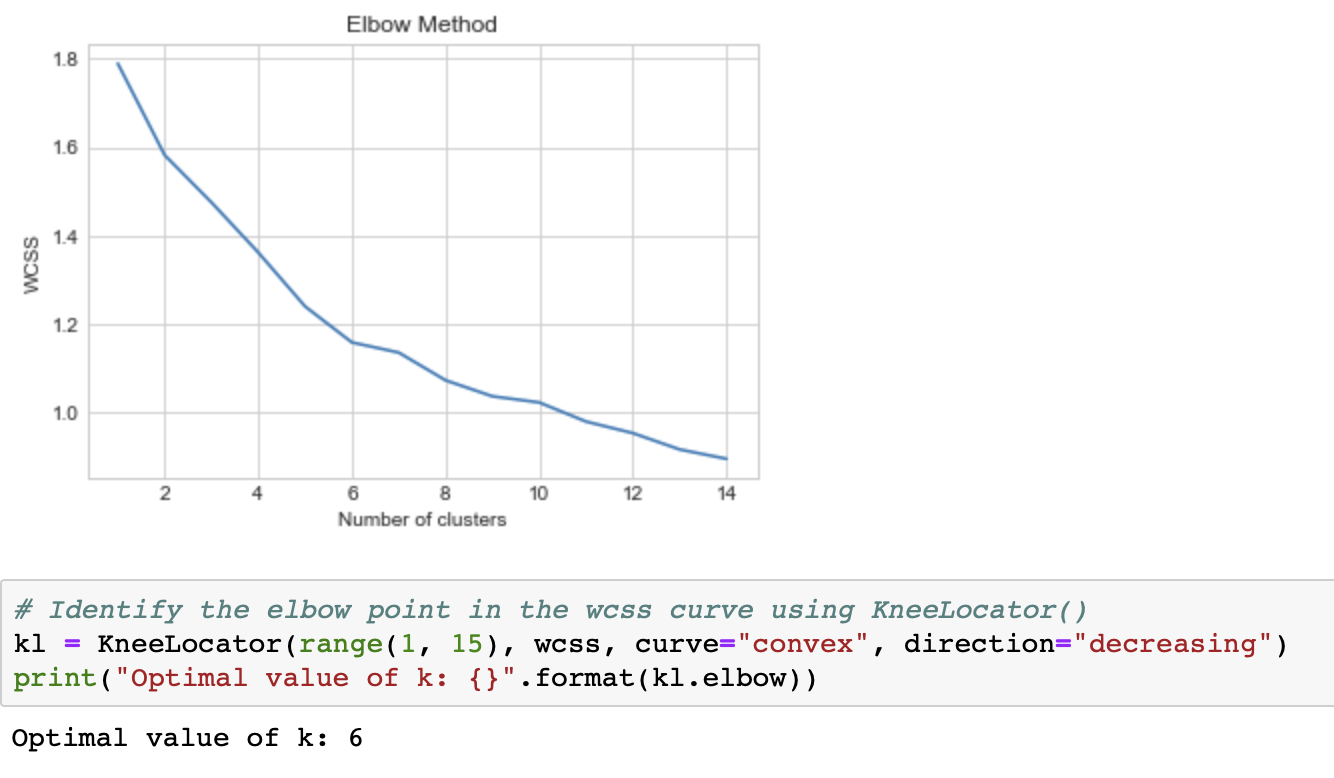 Elbow Method
1.8
1.6
1.4
1.2
1.0
WCSS
2 4 6 8 10 12 14
Number of clusters
# Identify the elbow point in the wcss curve using KneeLocator()
kl = KneeLocator(range(1, 15), wcss, curve="convex", direction="decreasing")
print("Optimal value of k: {}".format(kl.elbow))
Optimal value of k: 6